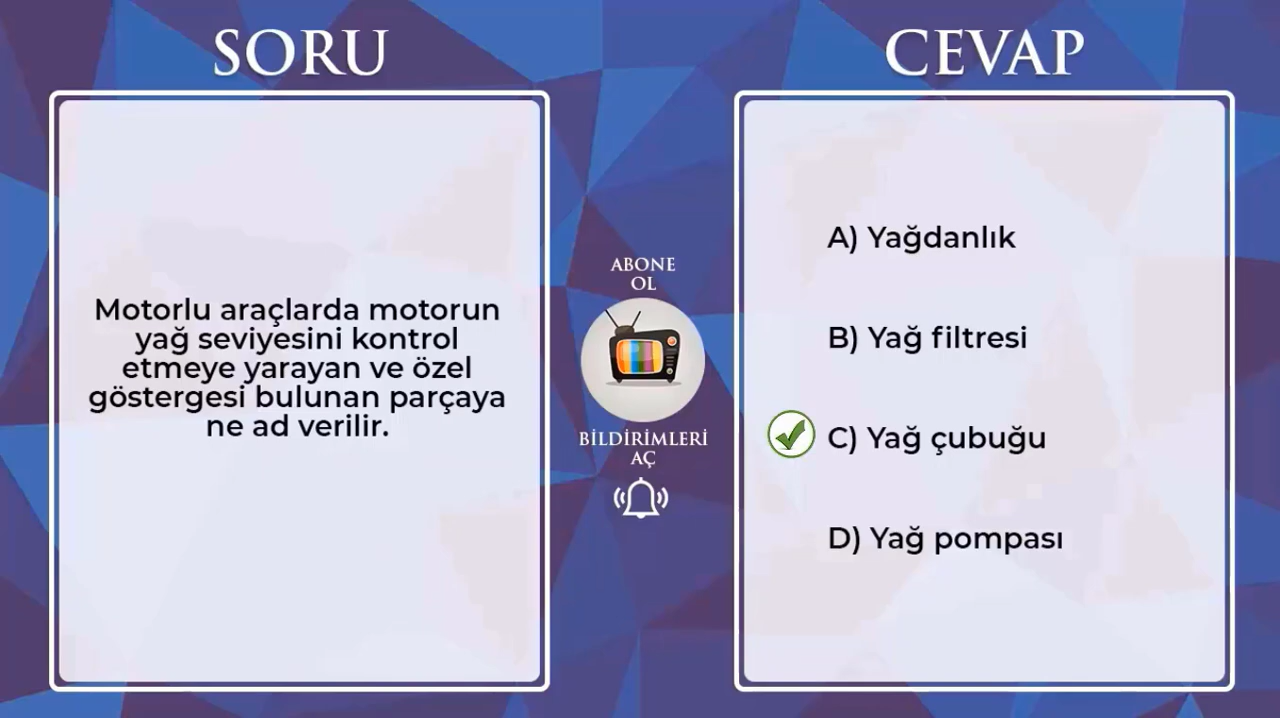 SORU
Motorlu araçlarda motorun
yağ seviyesini kontrol
etmeye yarayan ve özel
göstergesi bulunan parçaya
ne ad verilir.
ABONE
OL
BİLDİRİMLERİ
AÇ
CEVAP
A) Yağdanlık
B) Yağ filtresi
C) Yağ çubuğu
D) Yağ pompası